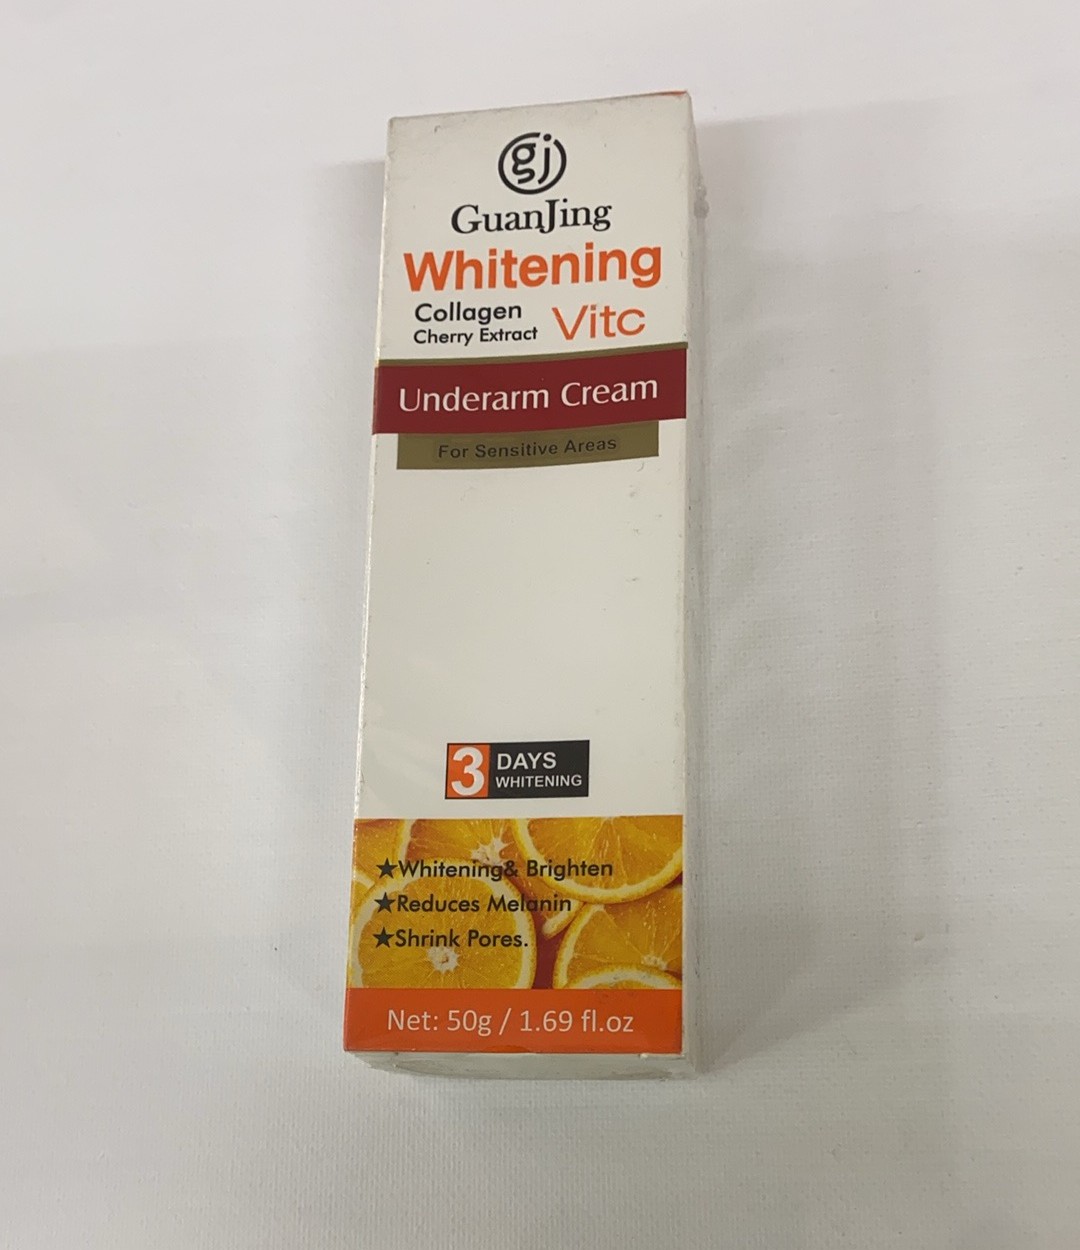 gj
GuanJing
Whitening
Collagen
Cherry Extract
Vitc
Underarm Cream
For Sensitive Areas
3 DAYS
WHITENING
★Whitening& Brighten
★Reduces Melanin
★Shrink Pores.
Net: 50g / 1.69 fl.oz